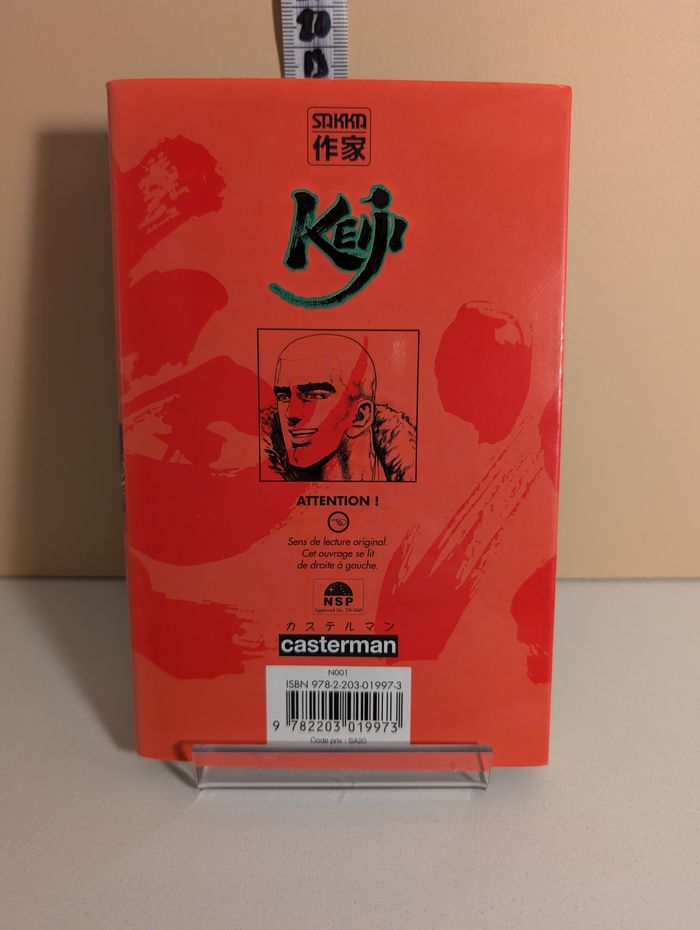 SAKKA
作家
Keiji
ATTENTION !
Sens de lecture original.
Cet ouvrage se lit
de droite à gauche.
NSP
カステルマン
casterman
N001
ISBN 978-2-203-01997-3
9 782203 019973
Code prix : SA20